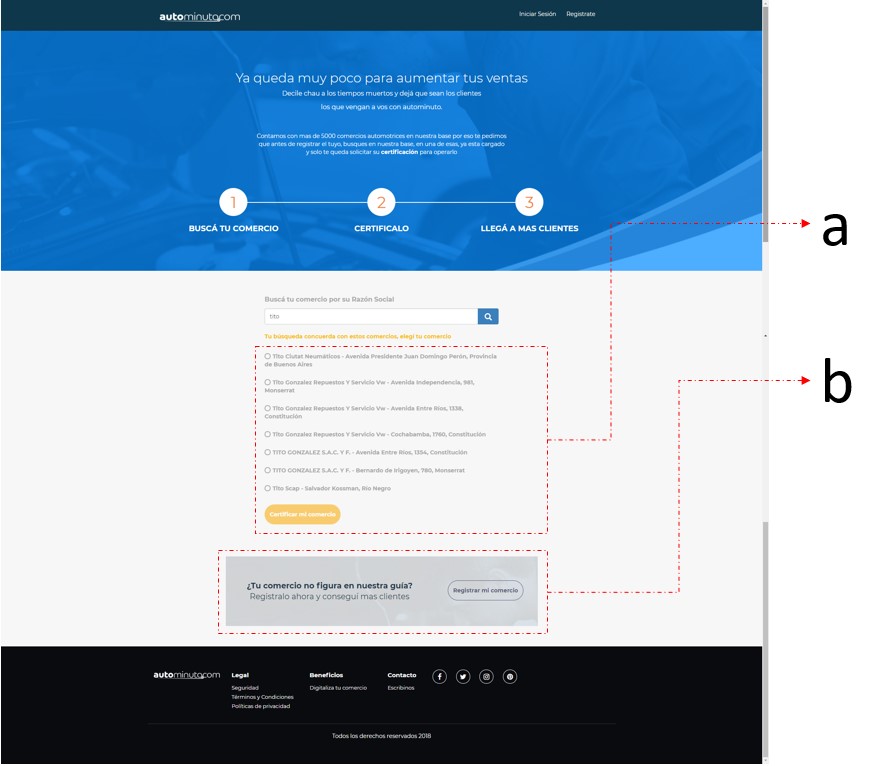 autominuto.com
Iniciar Sesión Registrate
Ya queda muy poco para aumentar tus ventas
Decile chau a los tiempos muertos y dejá que sean los clientes
los que vengan a vos con autominuto.
Contamos con mas de 5000 comercios automotrices en nuestra base por eso te pedimos
que antes de registrar el tuyo, busques en nuestra base, en una de esas, ya esta cargado
y solo te queda solicitar su certificación para operarlo
1 2 3
BUSCÁ TU COMERCIO CERTIFICALO LLEGÁ A MAS CLIENTES
a
Buscá tu comercio por su Razón Social
tito
Tu búsqueda concuerda con estos comercios, elegí tu comercio
Tito Ciutat Neumáticos - Avenida Presidente Juan Domingo Perón, Provincia
de Buenos Aires
b
Tito Gonzalez Repuestos Y Servicio Vw - Avenida Independencia, 981,
Monserrat
Tito Gonzalez Repuestos Y Servicio Vw - Avenida Entre Ríos, 1338,
Constitución
Tito Gonzalez Repuestos Y Servicio Vw - Cochabamba, 1760, Constitución
TITO GONZALEZ S.A.C. Y F. - Avenida Entre Ríos, 1354, Constitución
TITO GONZALEZ S.A.C. Y F. - Bernardo de Irigoyen, 780, Monserrat
Tito Scap - Salvador Kossman, Río Negro
Certificar mi comercio
¿Tu comercio no figura en nuestra guía?
Registralo ahora y conseguí mas clientes
Registrar mi comercio
autominuto.com Legal Beneficios Contacto
Seguridad Digitaliza tu comercio Escribinos
Términos y Condiciones
Políticas de privacidad
Todos los derechos reservados 2018